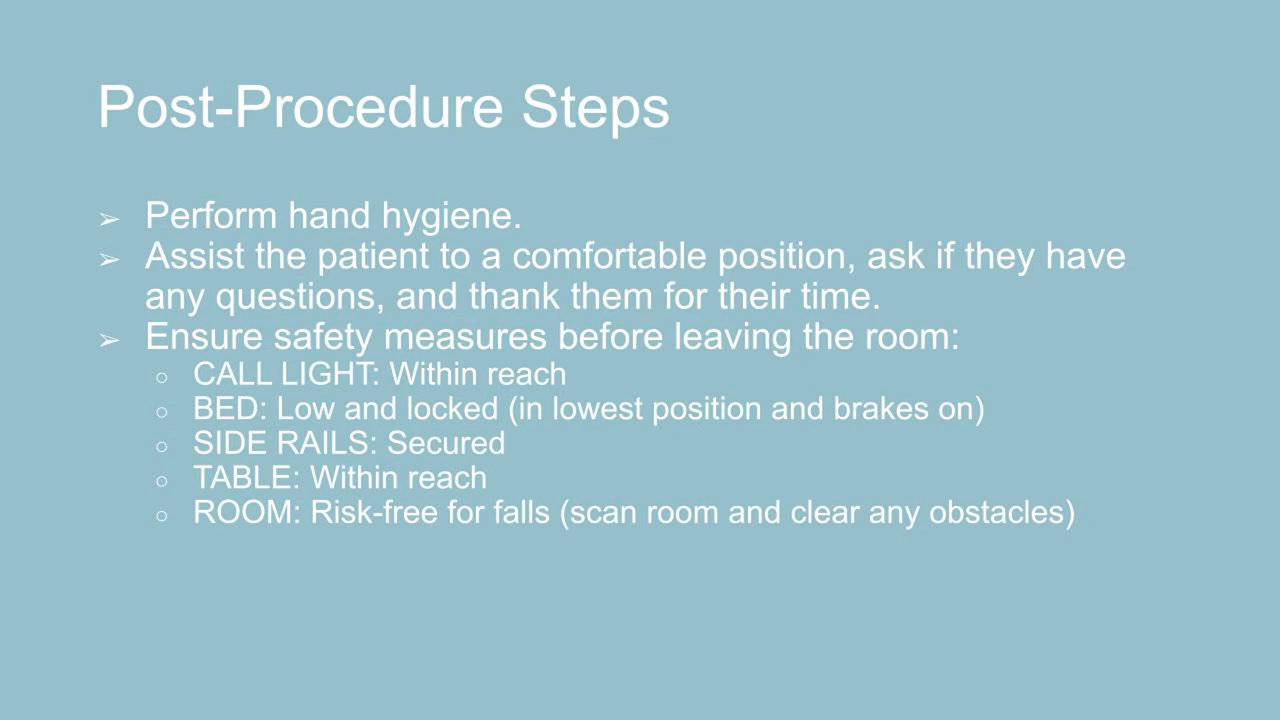 Post-Procedure Steps
➢ Perform hand hygiene.
➢ Assist the patient to a comfortable position, ask if they have
any questions, and thank them for their time.
➢ Ensure safety measures before leaving the room:
○ CALL LIGHT: Within reach
○ BED: Low and locked (in lowest position and brakes on)
○ SIDE RAILS: Secured
○ TABLE: Within reach
○ ROOM: Risk-free for falls (scan room and clear any obstacles)